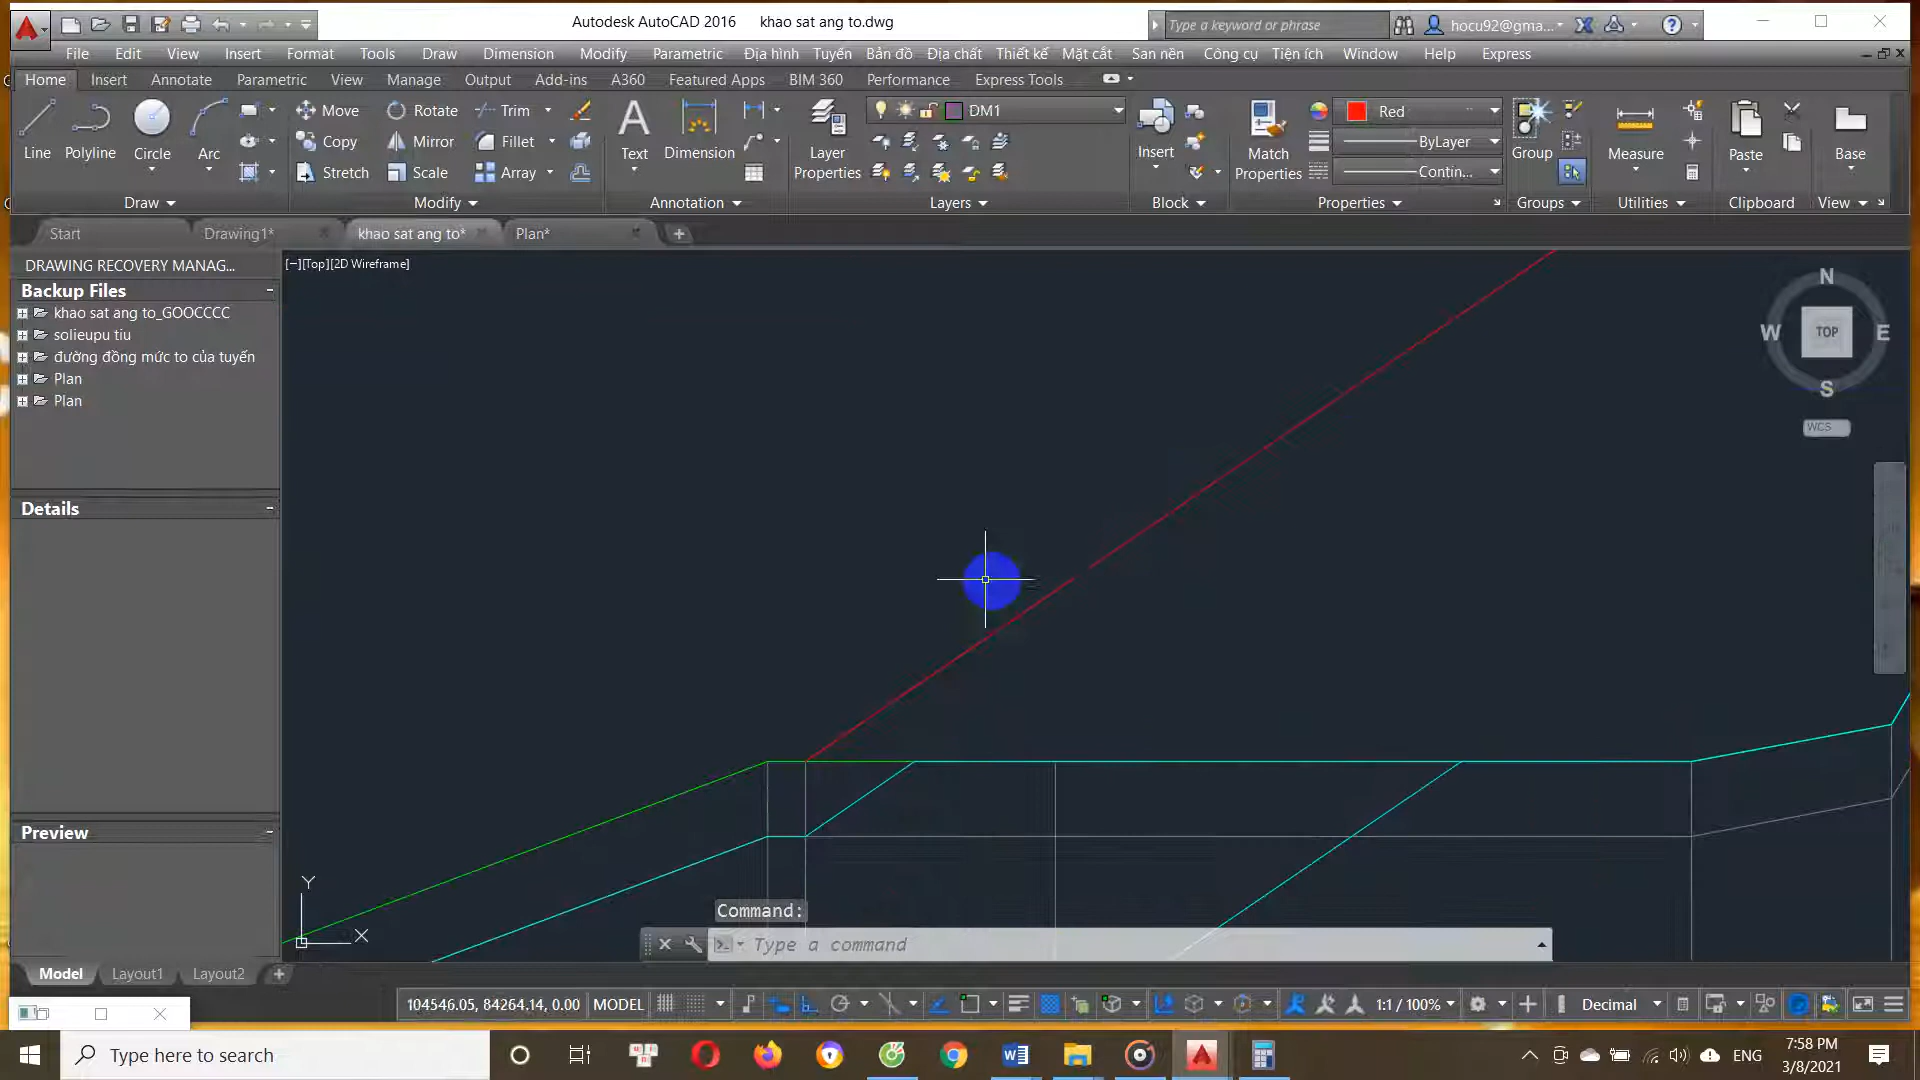 Autodesk AutoCAD 2016 khao sat ang to.dwg
Type a keyword or phrase
hocu92@gma...
File Edit View Insert Format Tools Draw Dimension Modify Parametric Địa hình Tuyến Bản đồ Địa chất Thiết kế Mặt cắt San nền Công cụ Tiện ích Window Help Express
Home Insert Annotate Parametric View Manage Output Add-ins A360 Featured Apps BIM 360 Performance Express Tools
Move Rotate Trim
DM1
Red
Copy Mirror Fillet
ByLayer
Line Polyline Circle Arc
Text Dimension
Layer Properties
Insert
Match Properties
Group
Measure
Paste
Base
Stretch Scale Array
Contin...
Draw Modify Annotation Layers Block Properties Groups Utilities Clipboard View
Start Drawing1* khao sat ang to* Plan*
DRAWING RECOVERY MANAG...
[−][Top][2D Wireframe]
Backup Files
khao sat ang to_GOOCCCC
solieupu tiu
đường đồng mức to của tuyến
Plan
Plan
N
W TOP E
S
WCS
Details
Preview
Y
X
Command:
Type a command
Model Layout1 Layout2
104546.05, 84264.14, 0.00 MODEL
1:1 / 100%
Decimal
Type here to search
ENG
7:58 PM
3/8/2021